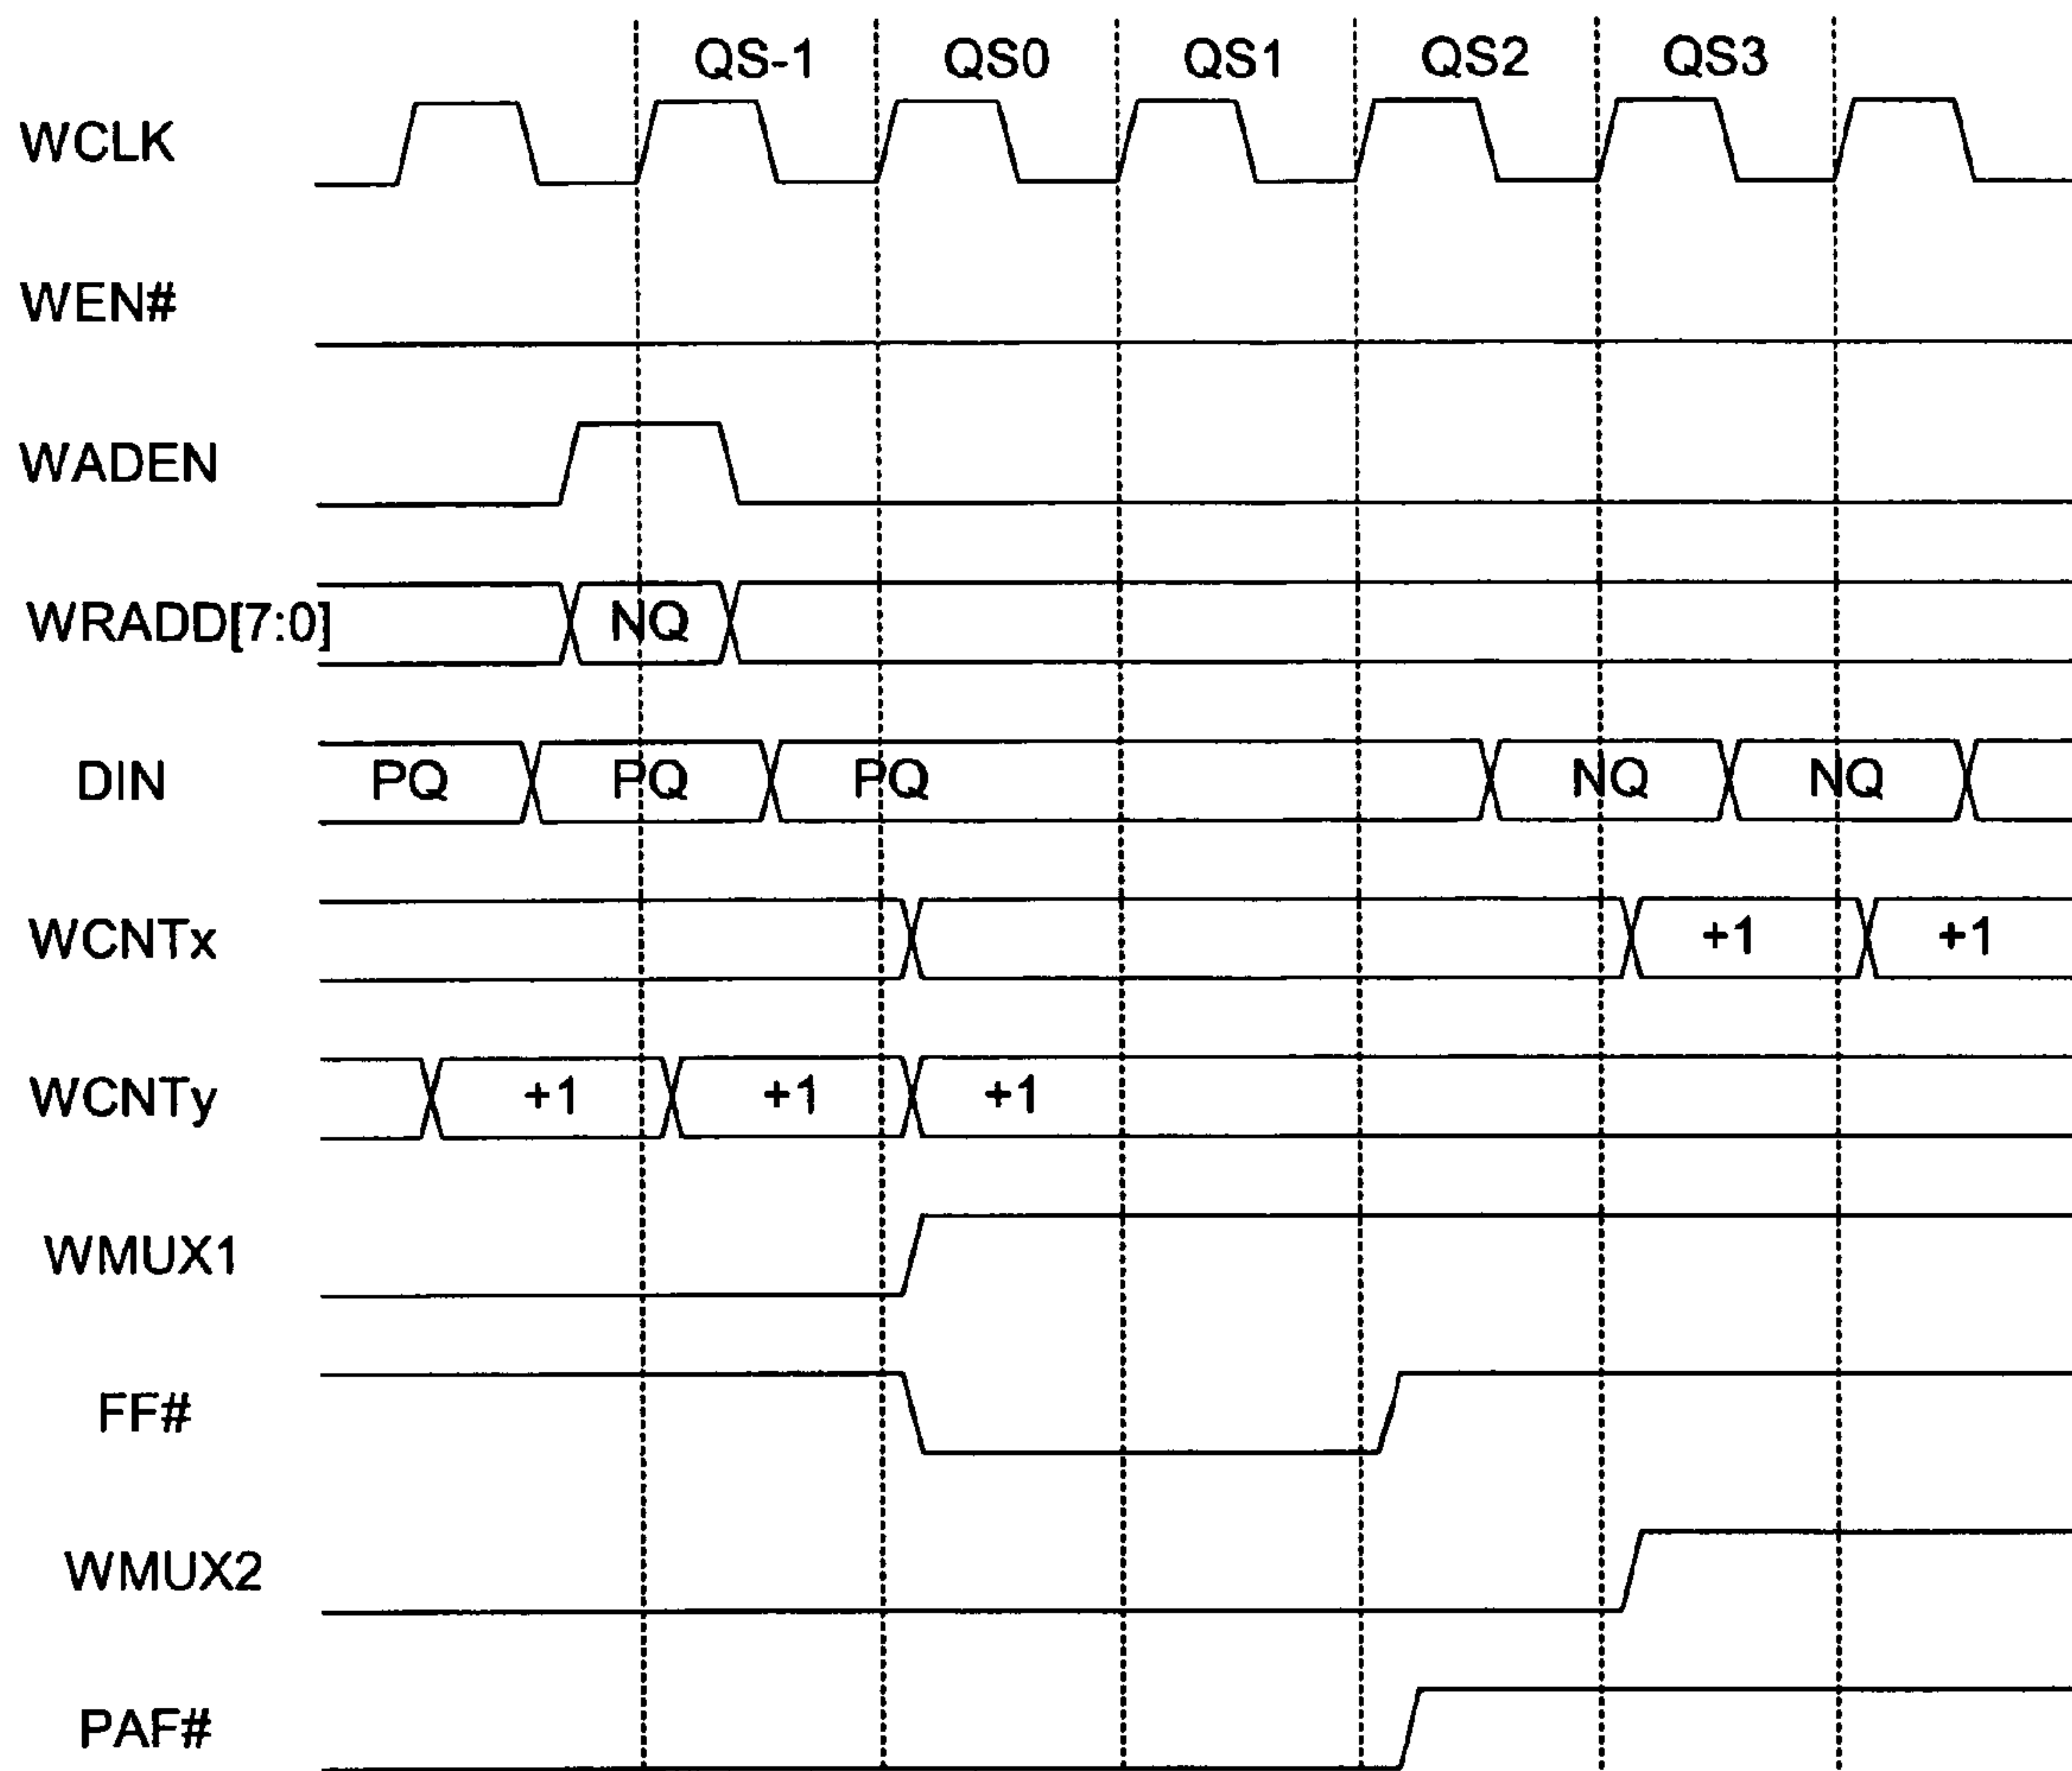 QS-1 QS0 QS1 QS2 QS3
WCLK
WEN#
WADEN
WRADD[7:0] NQ
DIN PQ PQ PQ NQ NQ
WCNTx +1 +1
WCNTy +1 +1 +1
WMUX1
FF#
WMUX2
PAF#